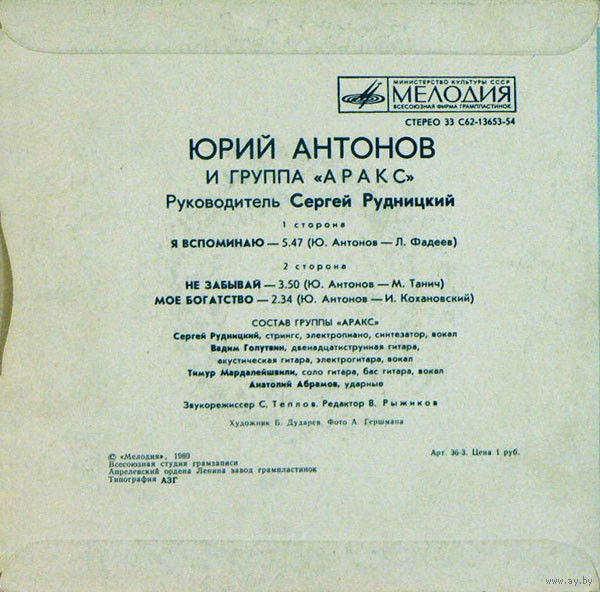 МИНИСТЕРСТВО КУЛЬТУРЫ СССР
МЕЛОДИЯ
ВСЕСОЮЗНАЯ ФИРМА ГРАМПЛАСТИНОК
СТЕРЕО 33 С62-13653-54
ЮРИЙ АНТОНОВ
И ГРУППА «АРАКС»
Руководитель Сергей Рудницкий
1 сторона
Я ВСПОМИНАЮ — 5.47 (Ю. Антонов — Л. Фадеев)
2 сторона
НЕ ЗАБЫВАЙ — 3.50 (Ю. Антонов — М. Танич)
МОЕ БОГАТСТВО — 2.34 (Ю. Антонов — И. Кохановский)
СОСТАВ ГРУППЫ «АРАКС»
Сергей Рудницкий, стрингс, электропиано, синтезатор, вокал
Вадим Голутвин, двенадцатиструнная гитара,
акустическая гитара, электрогитара, вокал
Тимур Мардалейшвили, соло гитара, бас гитара, вокал
Анатолий Абрамов, ударные
Звукорежиссер С. Теплов. Редактор В. Рыжиков
Художник Б. Дударев. Фото А. Гершмана
© «Мелодия», 1980
Всесоюзная студия грамзаписи
Апрелевский ордена Ленина завод грампластинок
Типография АЗГ
Арт. 36-3. Цена 1 руб.
www.ay.by